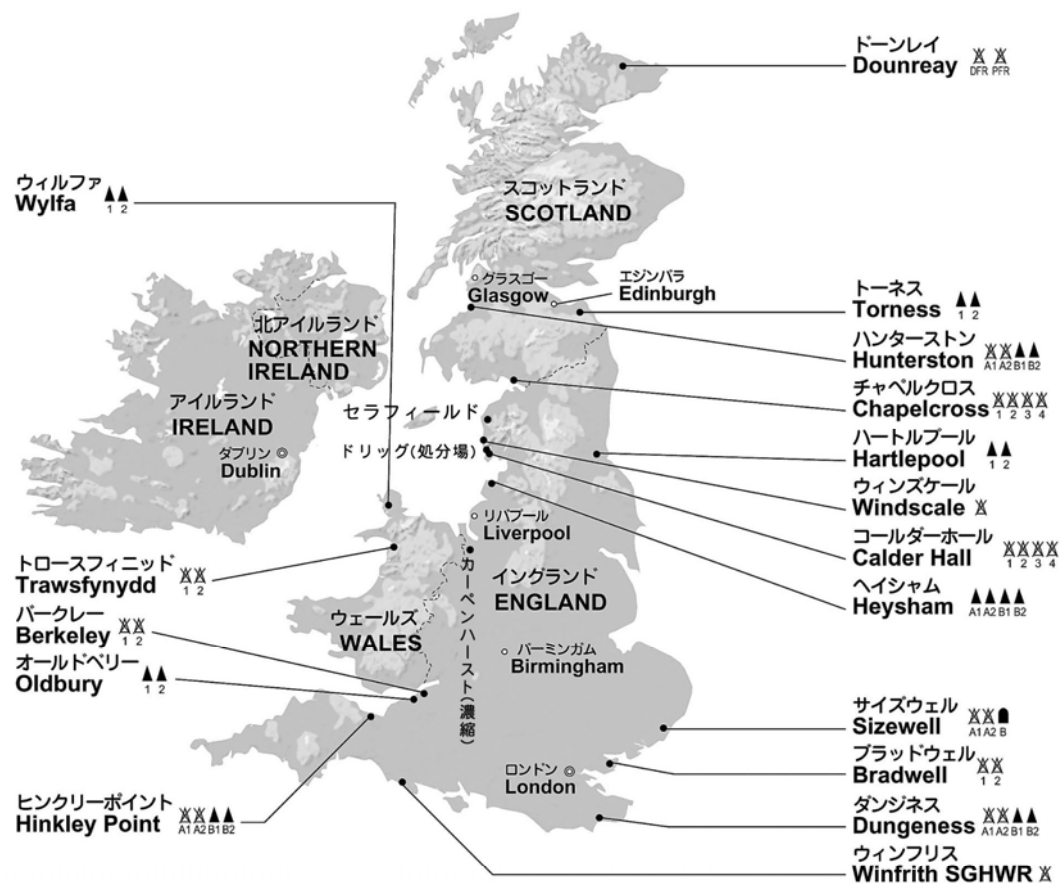 ドーンレイ
Dounreay
DFR PFR
ウィルファ
Wylfa
1 2
スコットランド
SCOTLAND
グラスゴー
Glasgow
エジンバラ
Edinburgh
トーネス
Torness
1 2
ハンターストン
Hunterston
A1 A2 B1 B2
北アイルランド
NORTHERN
IRELAND
チャペルクロス
Chapelcross
1 2 3 4
アイルランド
IRELAND
セラフィールド
ダブリン
Dublin
ドリッグ(処分場)
ハートルプール
Hartlepool
1 2
ウィンズケール
Windscale
リバプール
Liverpool
コールダーホール
Calder Hall
1 2 3 4
トロースフィニッド
Trawsfynydd
1 2
カーペンハースト(濃縮)
イングランド
ENGLAND
ヘイシャム
Heysham
A1 A2 B1 B2
バークレー
Berkeley
1 2
ウェールズ
WALES
バーミンガム
Birmingham
オールドベリー
Oldbury
1 2
サイズウェル
Sizewell
A1 A2 B
ブラッドウェル
Bradwell
1 2
ロンドン
London
ヒンクリーポイント
Hinkley Point
A1 A2 B1 B2
ダンジネス
Dungeness
A1 A2 B1 B2
ウィンフリス
Winfrith SGHWR